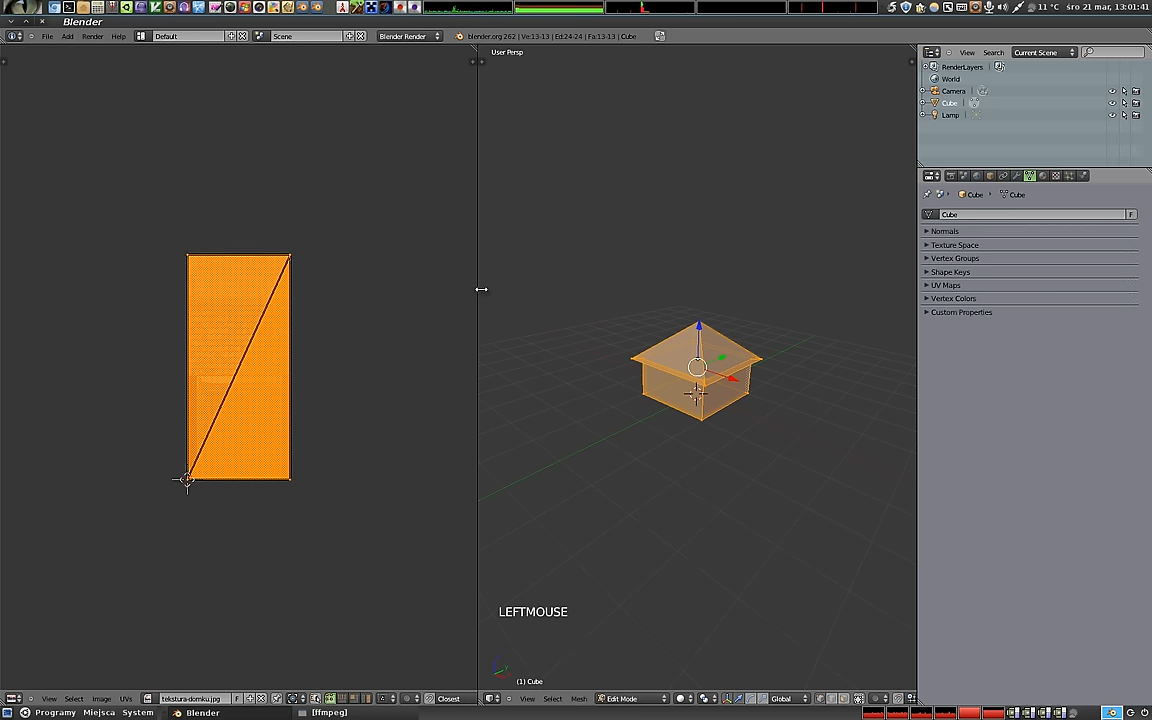 11 °C śro 21 mar, 13:01:41
Blender
File Add Render Help Default Scene Blender Render blender.org 262 | Ve:13-13 | Ed:24-24 | Fa:13-13 | Cube
View Search Current Scene
User Persp
RenderLayers
World
Camera
Cube
Lamp
Cube Cube
Cube F
Normals
Texture Space
Vertex Groups
Shape Keys
UV Maps
Vertex Colors
Custom Properties
LEFTMOUSE
(1) Cube
View Select Image UVs tekstura-domku.jpg F Closest
View Select Mesh Edit Mode Global
Programy Miejsca System Blender [ffmpeg]